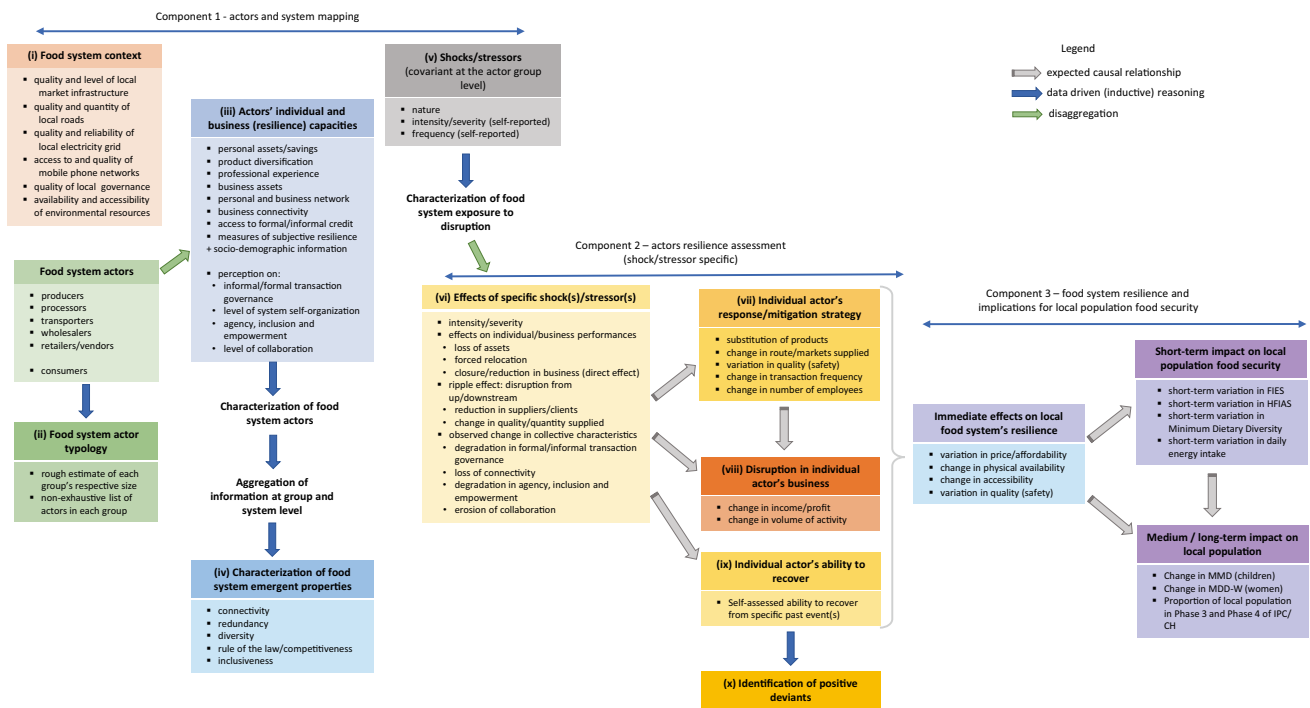 Component 1 - actors and system mapping
(i) Food system context
quality and level of local
market infrastructure
quality and quantity of
local roads
quality and reliability of
local electricity grid
access to and quality of
mobile phone networks
quality of local governance
availability and accessibility
of environmental resources
Food system actors
producers
processors
transporters
wholesalers
retailers/vendors
consumers
(ii) Food system actor
typology
rough estimate of each
group's respective size
non-exhaustive list of
actors in each group
(iii) Actors' individual and
business (resilience) capacities
personal assets/savings
product diversification
professional experience
business assets
personal and business network
business connectivity
access to formal/informal credit
measures of subjective resilience
+ socio-demographic information
perception on:
informal/formal transaction
governance
level of system self-organization
agency, inclusion and
empowerment
level of collaboration
Characterization of food
system actors
Aggregation of
information at group and
system level
(iv) Characterization of food
system emergent properties
connectivity
redundancy
diversity
rule of the law/competitiveness
inclusiveness
(v) Shocks/stressors
(covariant at the actor group
level)
nature
intensity/severity (self-reported)
frequency (self-reported)
Characterization of food
system exposure to
disruption
Component 2 – actors resilience assessment
(shock/stressor specific)
(vi) Effects of specific shock(s)/stressor(s)
intensity/severity
effects on individual/business performances
loss of assets
forced relocation
closure/reduction in business (direct effect)
ripple effect: disruption from
up/downstream
reduction in suppliers/clients
change in quality/quantity supplied
observed change in collective characteristics
degradation in formal/informal transaction
governance
loss of connectivity
degradation in agency, inclusion and
empowerment
erosion of collaboration
(vii) Individual actor's
response/mitigation strategy
substitution of products
change in route/markets supplied
variation in quality (safety)
change in transaction frequency
change in number of employees
(viii) Disruption in individual
actor's business
change in income/profit
change in volume of activity
(ix) Individual actor's ability to
recover
Self-assessed ability to recover
from specific past event(s)
(x) Identification of positive
deviants
Legend
expected causal relationship
data driven (inductive) reasoning
disaggregation
Component 3 – food system resilience and
implications for local population food security
Immediate effects on local
food system's resilience
variation in price/affordability
change in physical availability
change in accessibility
variation in quality (safety)
Short-term impact on local
population food security
short-term variation in FIES
short-term variation in HFIAS
short-term variation in
Minimum Dietary Diversity
short-term variation in daily
energy intake
Medium / long-term impact on
local population
Change in MMD (children)
Change in MDD-W (women)
Proportion of local population
in Phase 3 and Phase 4 of IPC/
CH